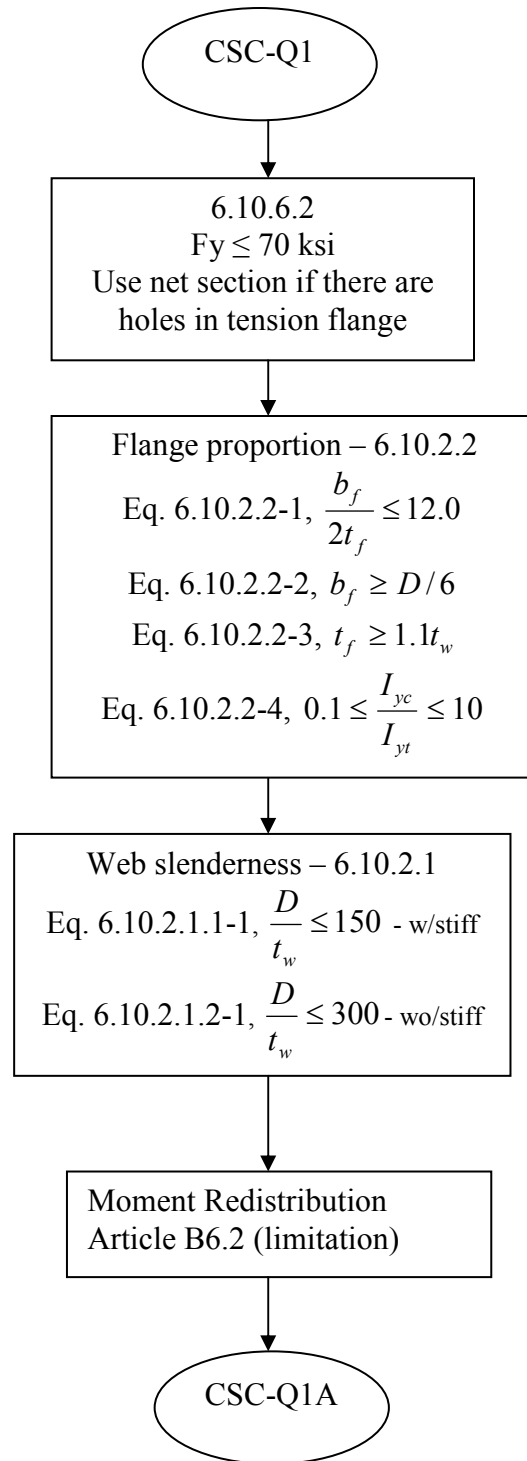 CSC-Q1
6.10.6.2
Fy ≤ 70 ksi
Use net section if there are
holes in tension flange
Flange proportion – 6.10.2.2
Eq. 6.10.2.2-1, b_f / 2t_f ≤ 12.0
Eq. 6.10.2.2-2, b_f ≥ D / 6
Eq. 6.10.2.2-3, t_f ≥ 1.1t_w
Eq. 6.10.2.2-4, 0.1 ≤ I_yc / I_yt ≤ 10
Web slenderness – 6.10.2.1
Eq. 6.10.2.1.1-1, D / t_w ≤ 150 - w/stiff
Eq. 6.10.2.1.2-1, D / t_w ≤ 300 - wo/stiff
Moment Redistribution
Article B6.2 (limitation)
CSC-Q1A